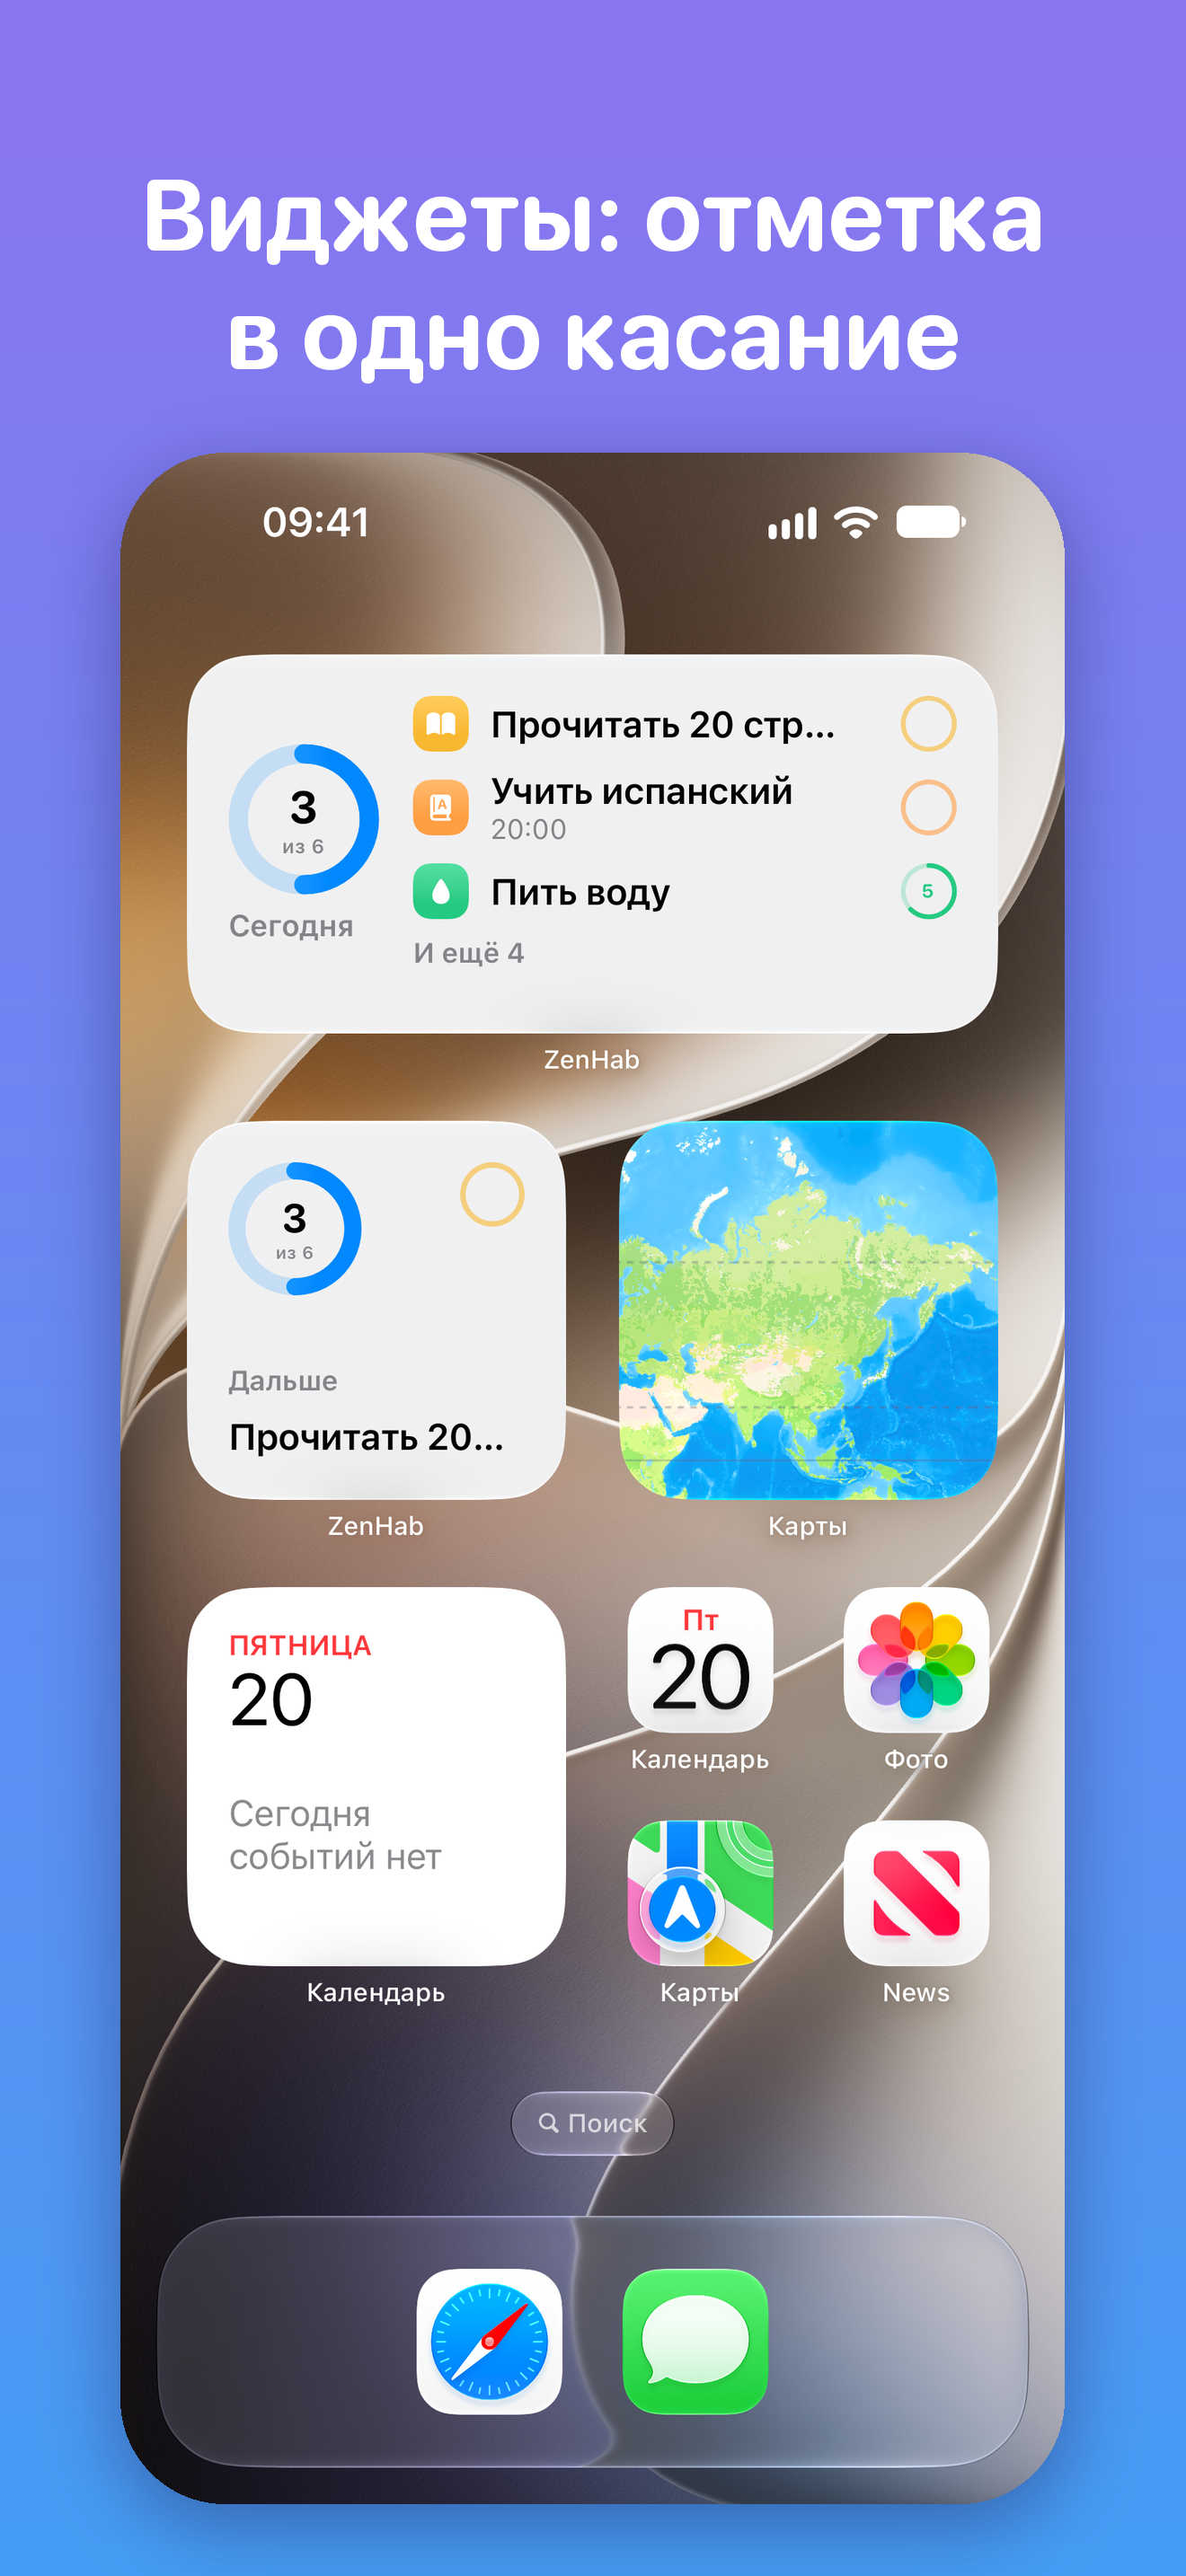 Виджеты: отметка
в одно касание
09:41
Прочитать 20 стр...
Учить испанский
20:00
3
из 6
Сегодня
Пить воду
5
И ещё 4
ZenHab
3
из 6
Дальше
Прочитать 20...
ZenHab
Карты
ПЯТНИЦА
20
Сегодня
событий нет
Календарь
Пт
20
Календарь
Фото
Карты
News
Поиск